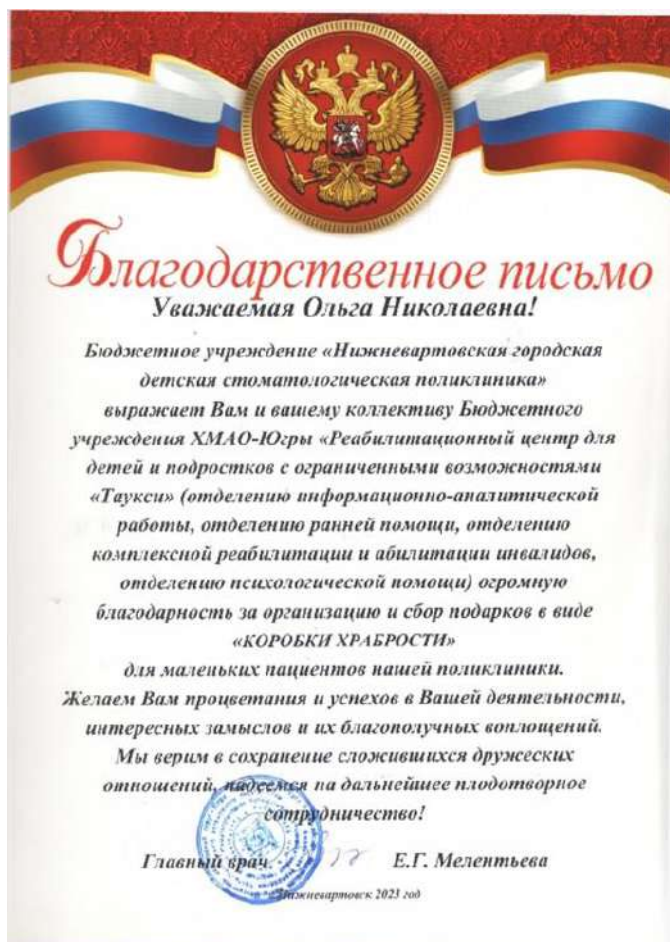 Благодарственное письмо
Уважаемая Ольга Николаевна!
Бюджетное учреждение «Нижневартовская городская
детская стоматологическая поликлиника»
выражает Вам и вашему коллективу Бюджетного
учреждения ХМАО-Югры «Реабилитационный центр для
детей и подростков с ограниченными возможностями
«Таукси» (отделению информационно-аналитической
работы, отделению ранней помощи, отделению
комплексной реабилитации и абилитации инвалидов,
отделению психологической помощи) огромную
благодарность за организацию и сбор подарков в виде
«КОРОБКИ ХРАБРОСТИ»
для маленьких пациентов нашей поликлиники.
Желаем Вам процветания и успехов в Вашей деятельности,
интересных замыслов и их благополучных воплощений.
Мы верим в сохранение сложившихся дружеских
отношений, надеемся на дальнейшее плодотворное
сотрудничество!
Главный врач Е.Г. Мелентьева
г.Нижневартовск 2023 год